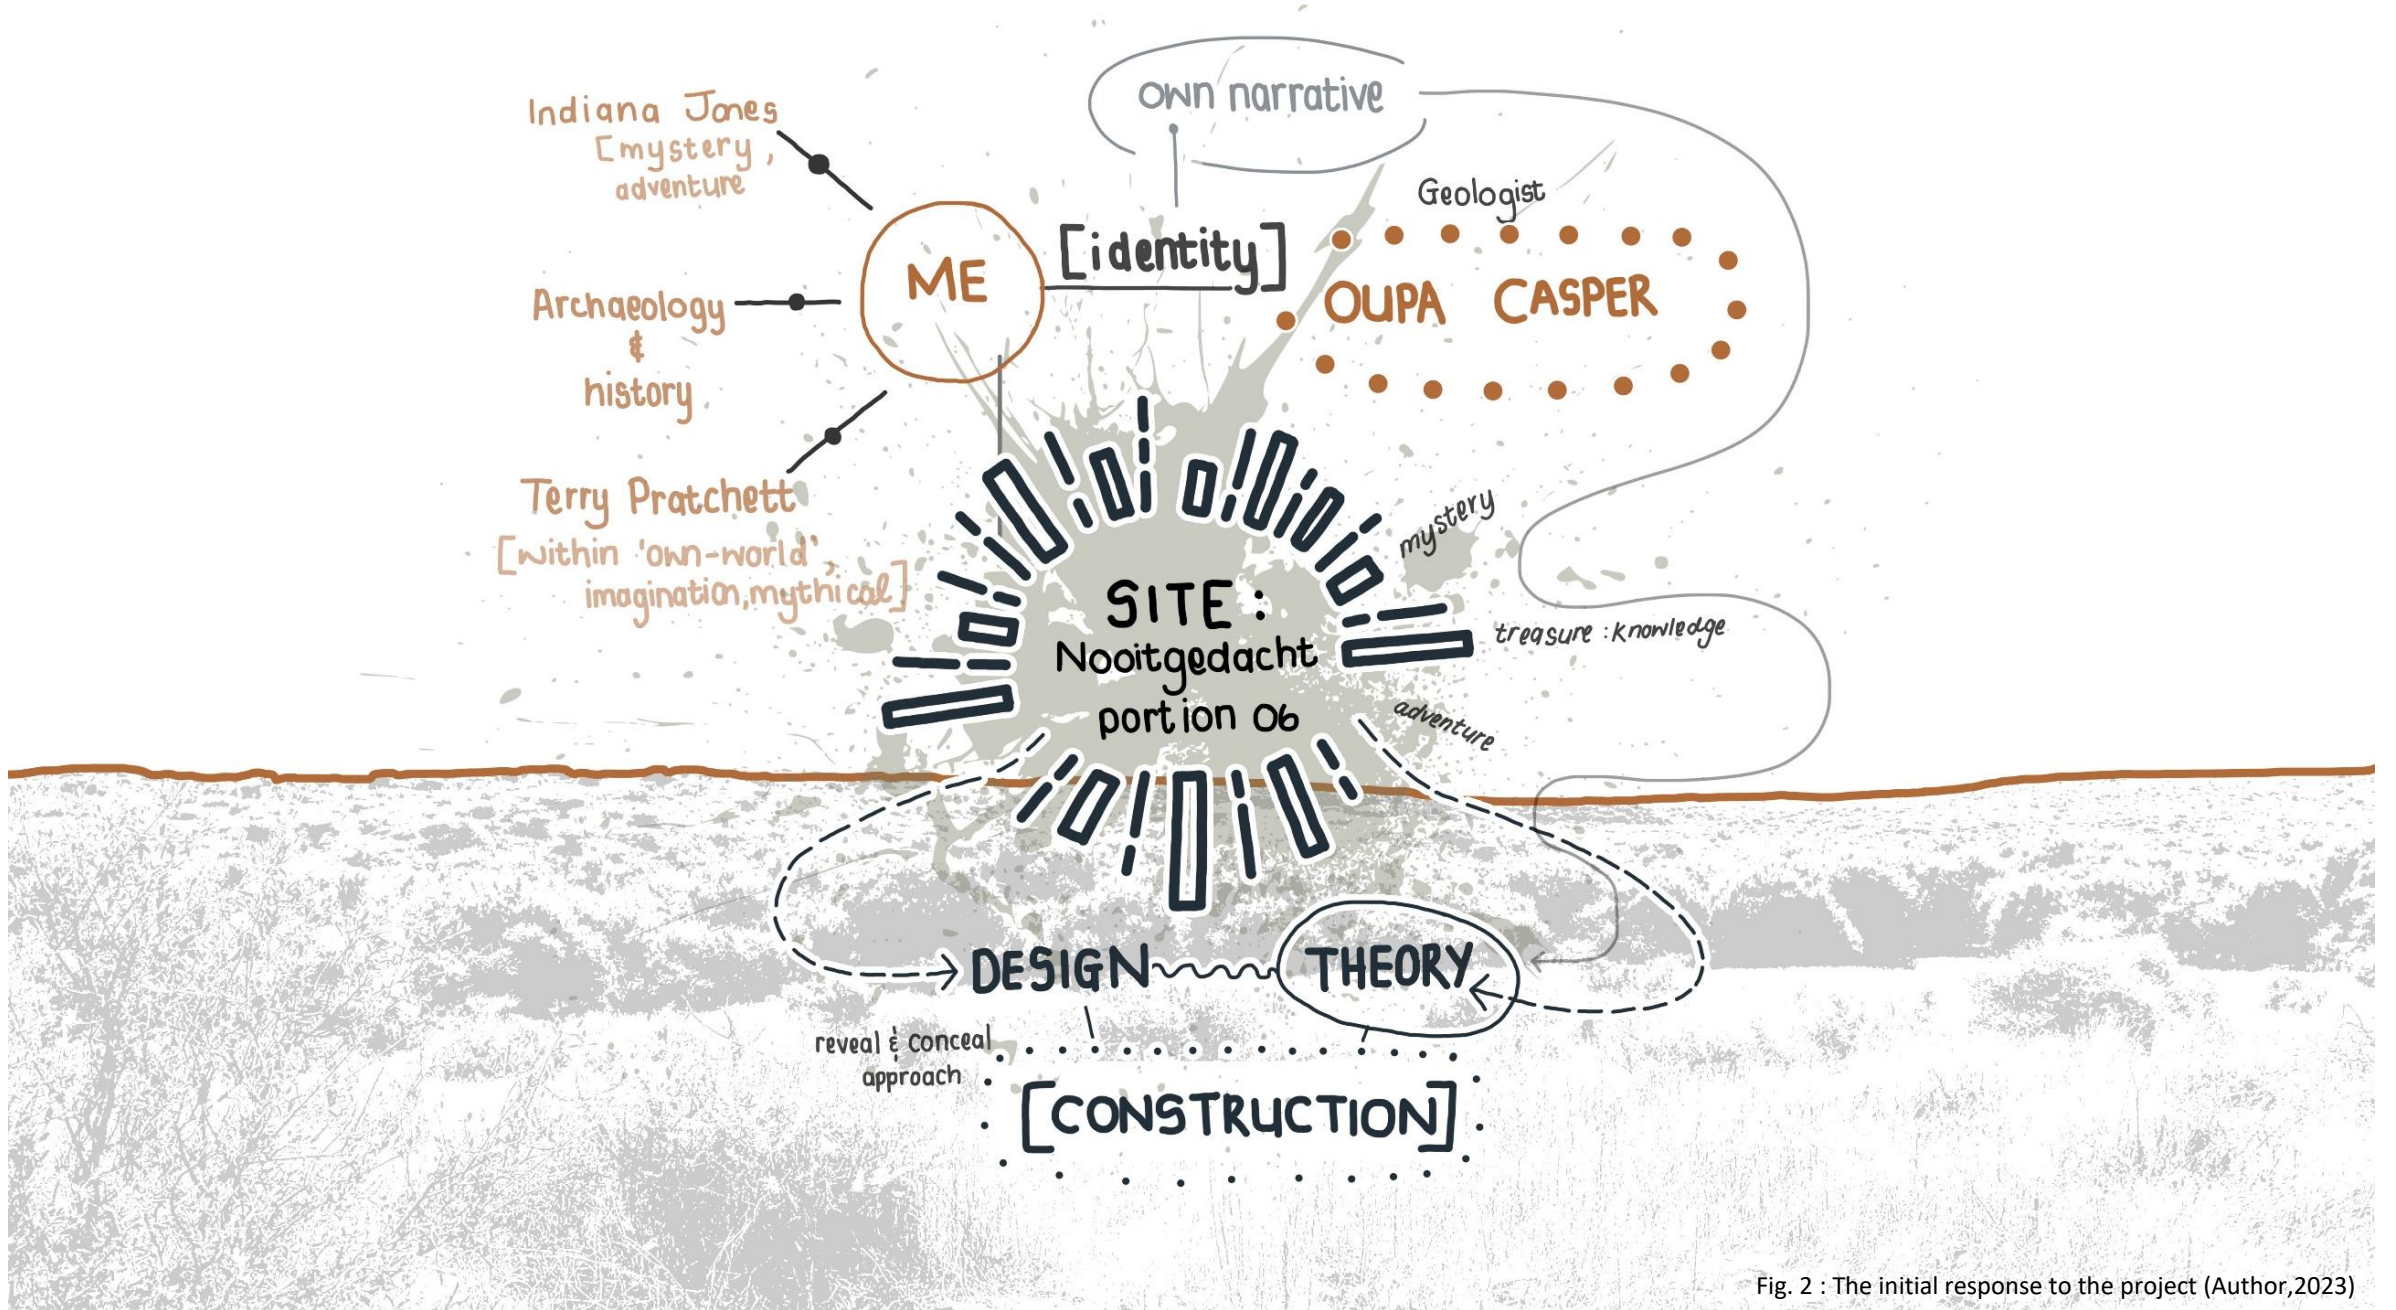 own narrative
Indiana Jones
[mystery,
adventure
Geologist
ME
[identity]
OUPA CASPER
Archaeology
&
history
Terry Pratchett
[within 'own-world',
imagination, mythical]
mystery
SITE :
Nooitgedacht
portion 06
treasure : knowledge
adventure
DESIGN
THEORY
reveal & conceal
approach
[CONSTRUCTION]
Fig. 2 : The initial response to the project (Author,2023)